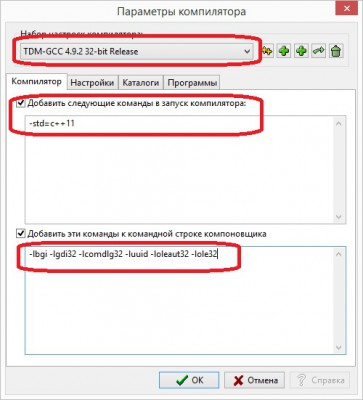 Параметры компилятора
Набор настроек компилятора:
TDM-GCC 4.9.2 32-bit Release
Компилятор Настройки Каталоги Программы
Добавить следующие команды в запуск компилятора:
-std=c++11
Добавить эти команды к командной строке компоновщика
-lbgi -lgdi32 -lcomdlg32 -luuid -loleaut32 -lole32
OK Отмена Справка